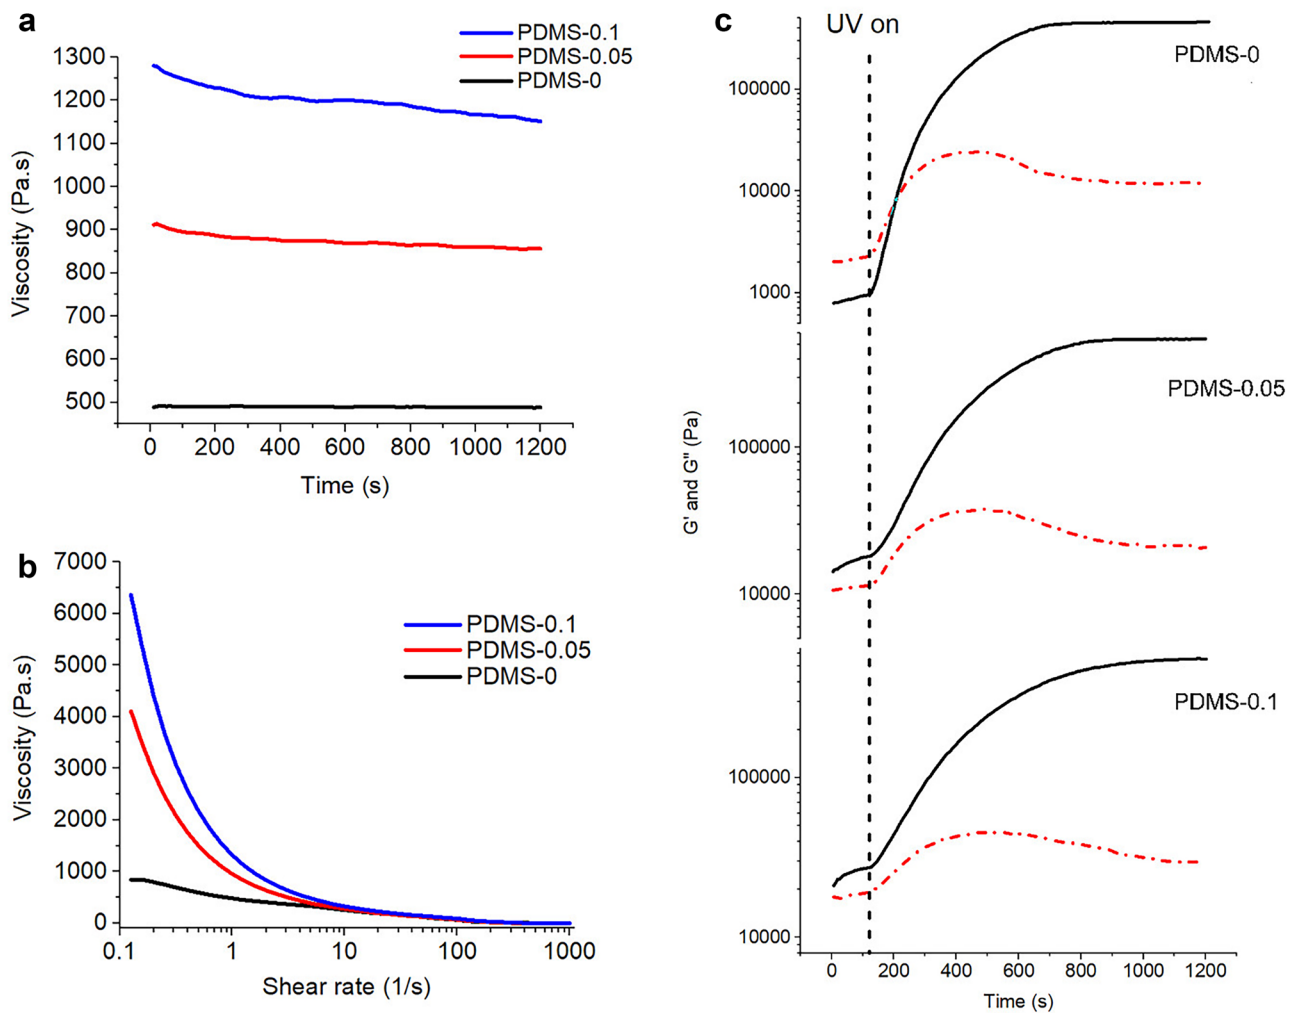 a
PDMS-0.1
PDMS-0.05
PDMS-0
1300
1200
1100
1000
900
800
700
600
500
Viscosity (Pa.s)
0 200 400 600 800 1000 1200
Time (s)
b
7000
6000
5000
4000
3000
2000
1000
0
Viscosity (Pa.s)
PDMS-0.1
PDMS-0.05
PDMS-0
0.1 1 10 100 1000
Shear rate (1/s)
c
UV on
PDMS-0
100000
10000
1000
PDMS-0.05
100000
10000
G' and G" (Pa)
PDMS-0.1
100000
10000
0 200 400 600 800 1000 1200
Time (s)